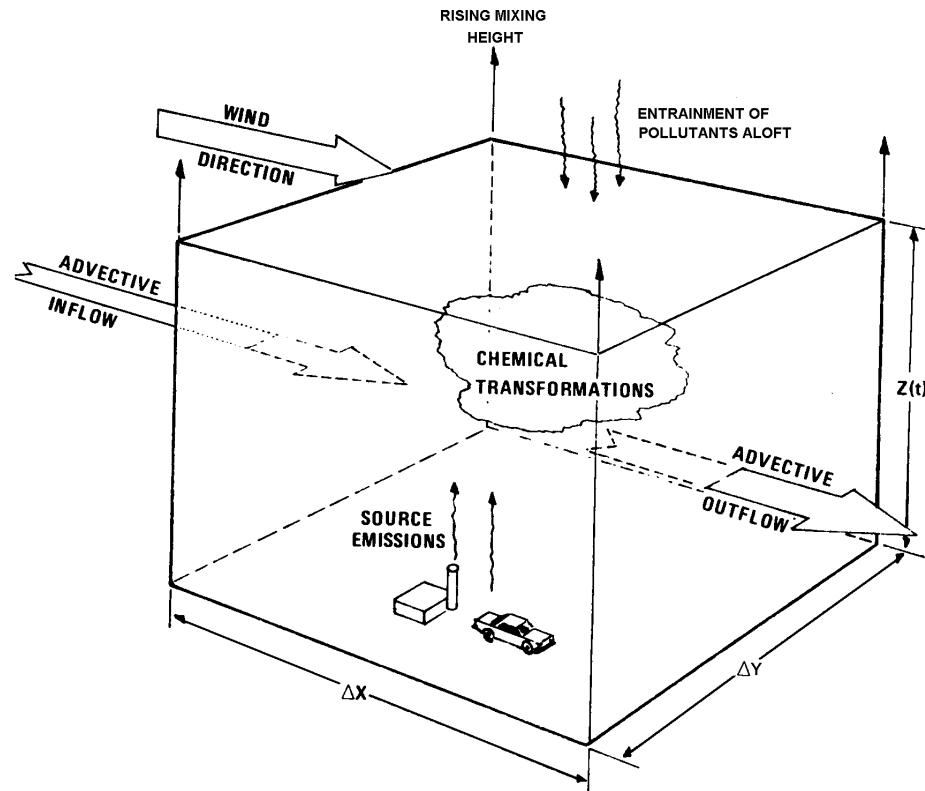 RISING MIXING
HEIGHT
WIND
DIRECTION
ENTRAINMENT OF
POLLUTANTS ALOFT
ADVECTIVE
INFLOW
CHEMICAL
TRANSFORMATIONS
Z(t)
ADVECTIVE
OUTFLOW
SOURCE
EMISSIONS
ΔX
ΔY